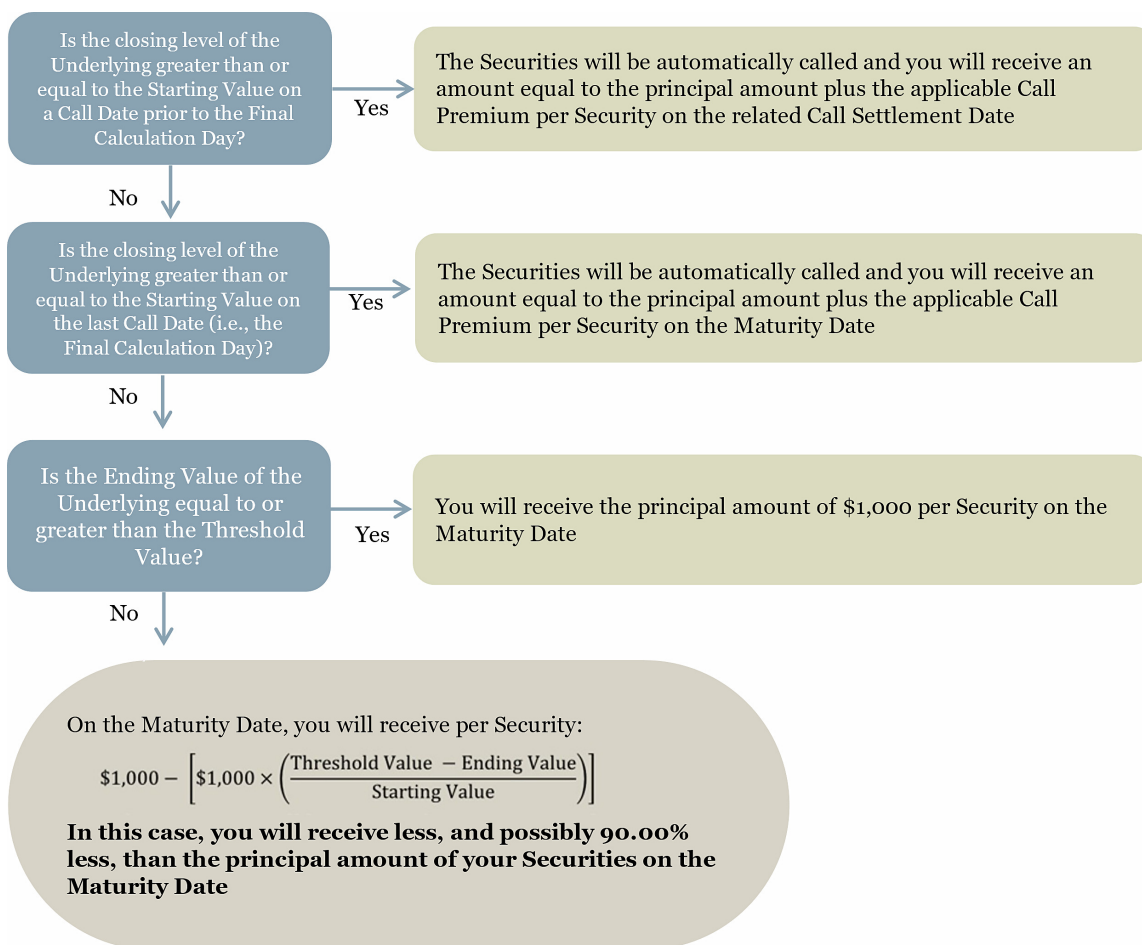 Is the closing level of the
Underlying greater than or
equal to the Starting Value on
a Call Date prior to the Final
Calculation Day?
Yes
The Securities will be automatically called and you will receive an
amount equal to the principal amount plus the applicable Call
Premium per Security on the related Call Settlement Date
No
Is the closing level of the
Underlying greater than or
equal to the Starting Value on
the last Call Date (i.e., the
Final Calculation Day)?
Yes
The Securities will be automatically called and you will receive an
amount equal to the principal amount plus the applicable Call
Premium per Security on the Maturity Date
No
Is the Ending Value of the
Underlying equal to or
greater than the Threshold
Value?
Yes
You will receive the principal amount of $1,000 per Security on the
Maturity Date
No
On the Maturity Date, you will receive per Security:
$1,000 − [$1,000 × (Threshold Value − Ending Value / Starting Value)]
In this case, you will receive less, and possibly 90.00%
less, than the principal amount of your Securities on the
Maturity Date